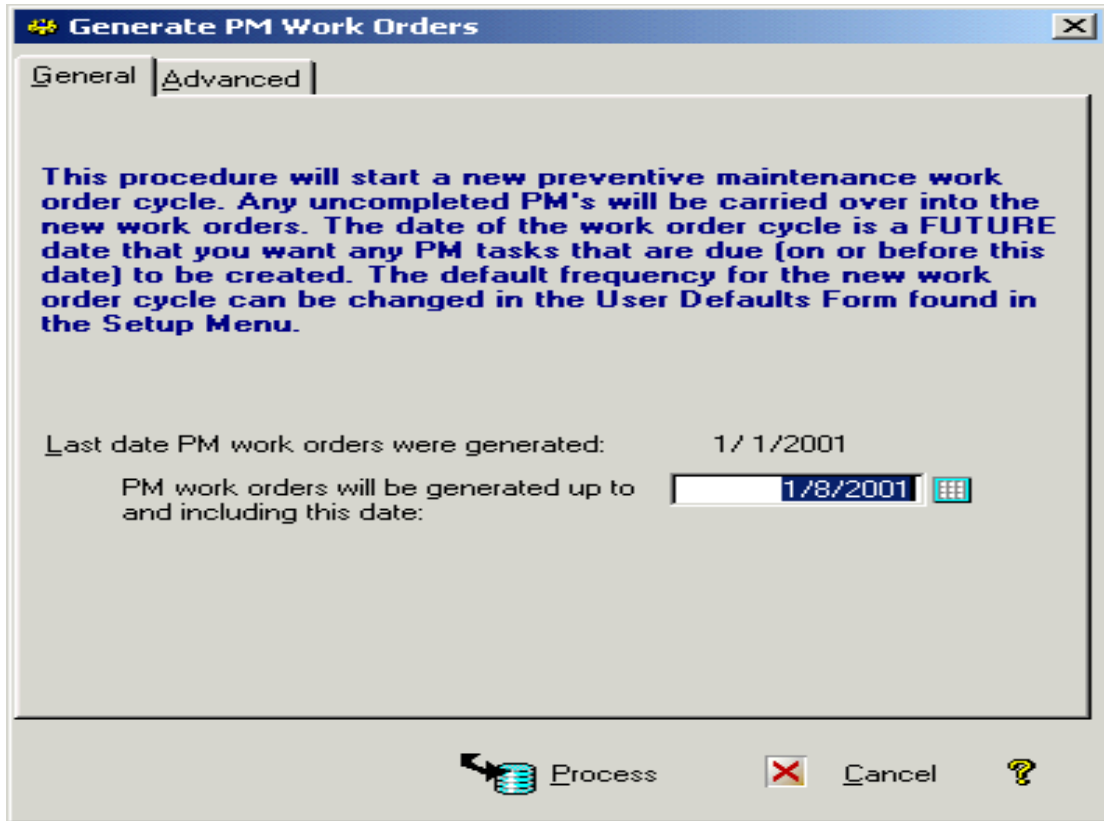 Generate PM Work Orders
General
Advanced
This procedure will start a new preventive maintenance work
order cycle. Any uncompleted PM's will be carried over into the
new work orders. The date of the work order cycle is a FUTURE
date that you want any PM tasks that are due (on or before this
date) to be created. The default frequency for the new work
order cycle can be changed in the User Defaults Form found in
the Setup Menu.
Last date PM work orders were generated: 1/ 1/2001
PM work orders will be generated up to
and including this date:
1/8/2001
Process
Cancel
?